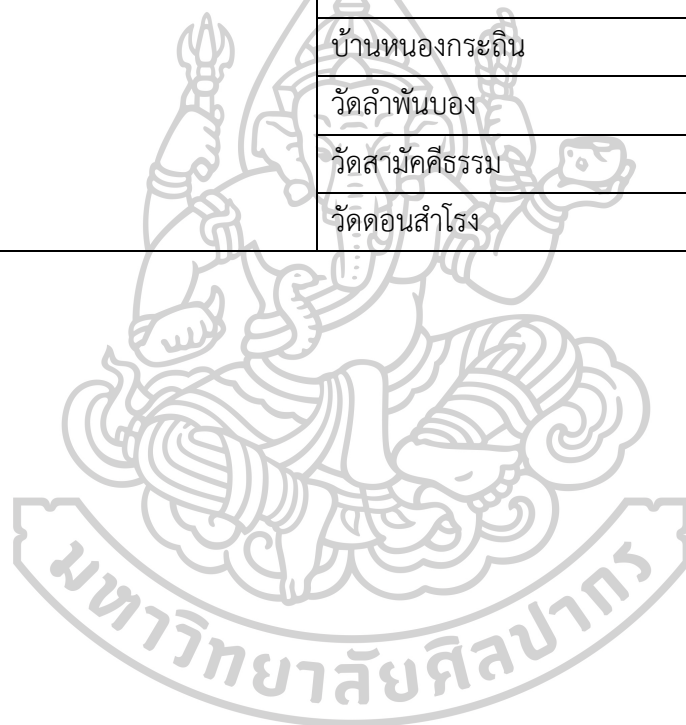 บ้านหนองกระถิน
วัดลำพันบอง
วัดสามัคคีธรรม
วัดดอนสำโรง
มหาวิทยาลัยศิลปากร